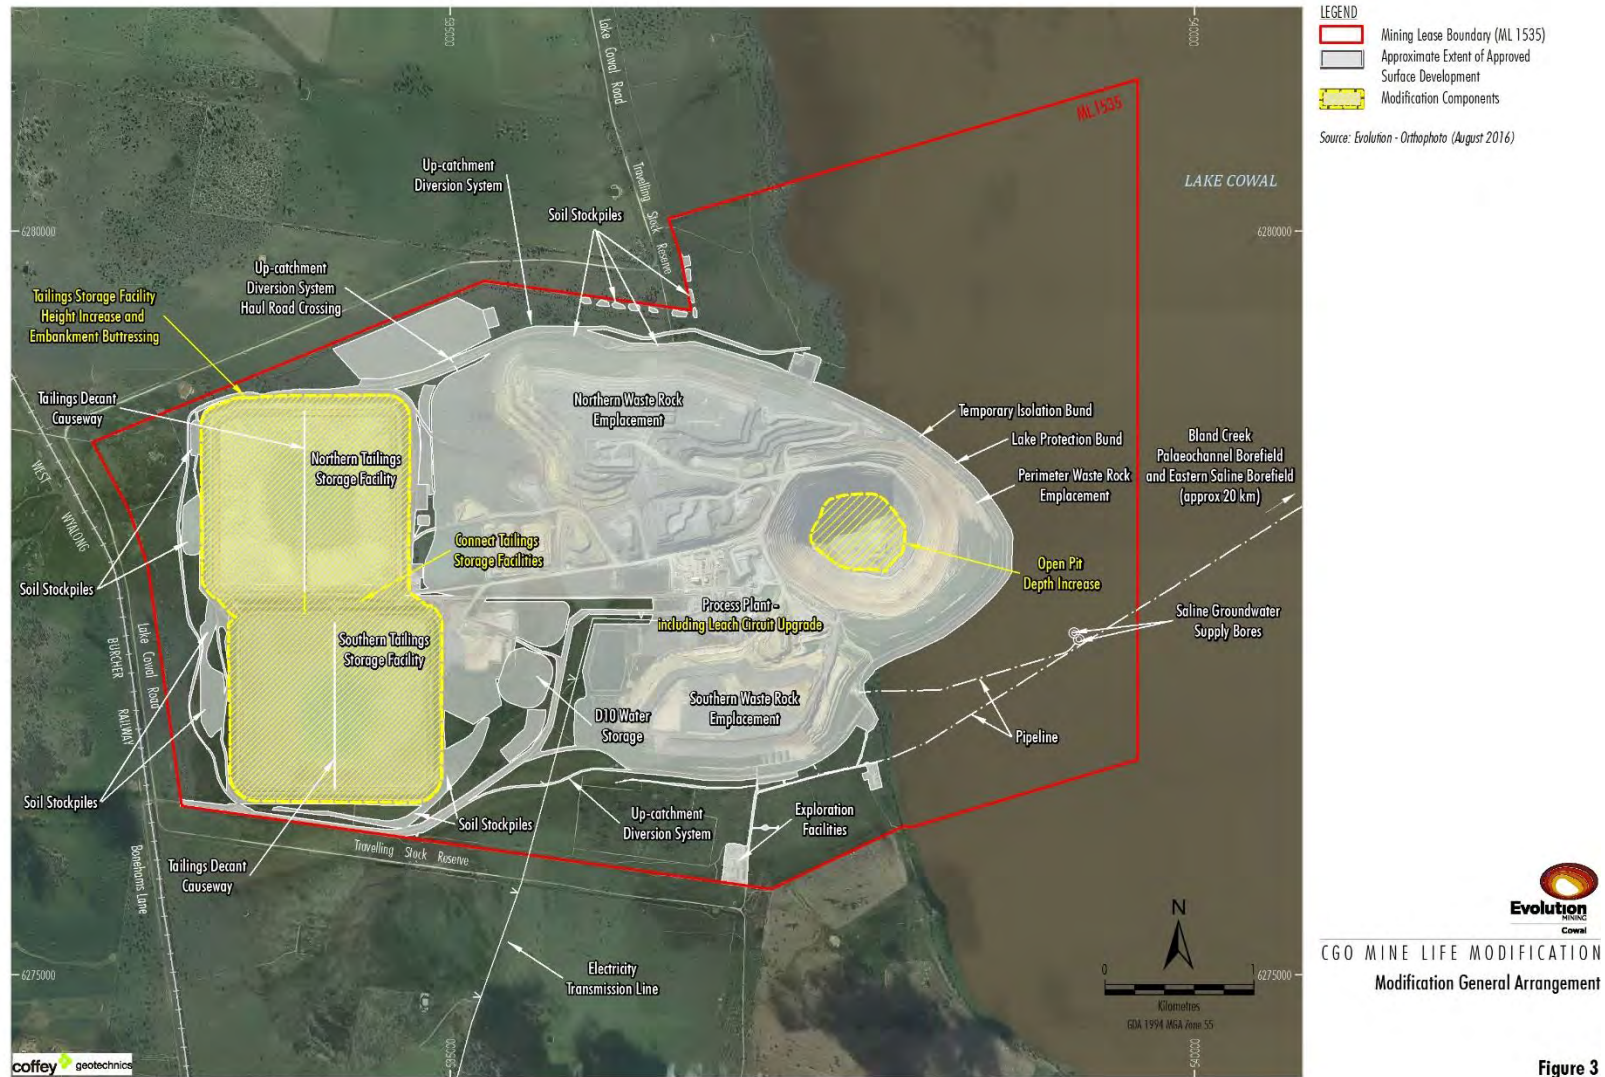 LEGEND
Mining Lease Boundary (ML 1535)
Approximate Extent of Approved
Surface Development
Modification Components
Source: Evolution - Orthophoto (August 2016)
535000
540000
Lake Cowal Road
ML 1535
LAKE COWAL
Up-catchment
Diversion System
Travelling Stock Reserve
Soil Stockpiles
6280000
6280000
Up-catchment
Diversion System
Haul Road Crossing
Tailings Storage Facility
Height Increase and
Embankment Buttressing
Tailings Decant
Causeway
Northern Waste Rock
Emplacement
Temporary Isolation Bund
Lake Protection Bund
Bland Creek
Palaeochannel Borefield
and Eastern Saline Borefield
(approx 20 km)
Perimeter Waste Rock
Emplacement
Northern Tailings
Storage Facility
WEST WYALONG
Connect Tailings
Storage Facilities
Open Pit
Depth Increase
Soil Stockpiles
Process Plant -
including Leach Circuit Upgrade
Saline Groundwater
Supply Bores
Lake Cowal Road
BURCHER RAILWAY
Southern Tailings
Storage Facility
Southern Waste Rock
Emplacement
D10 Water
Storage
Pipeline
Soil Stockpiles
Soil Stockpiles
Up-catchment
Diversion System
Exploration
Facilities
Travelling Stock Reserve
Tailings Decant
Causeway
Bonehams Lane
N
Electricity
Transmission Line
6275000
0
1
6275000
Kilometres
GDA 1994 MGA Zone 55
535000
540000
coffey geotechnics
Evolution
MINING
Cowal
CGO MINE LIFE MODIFICATION
Modification General Arrangement
Figure 3